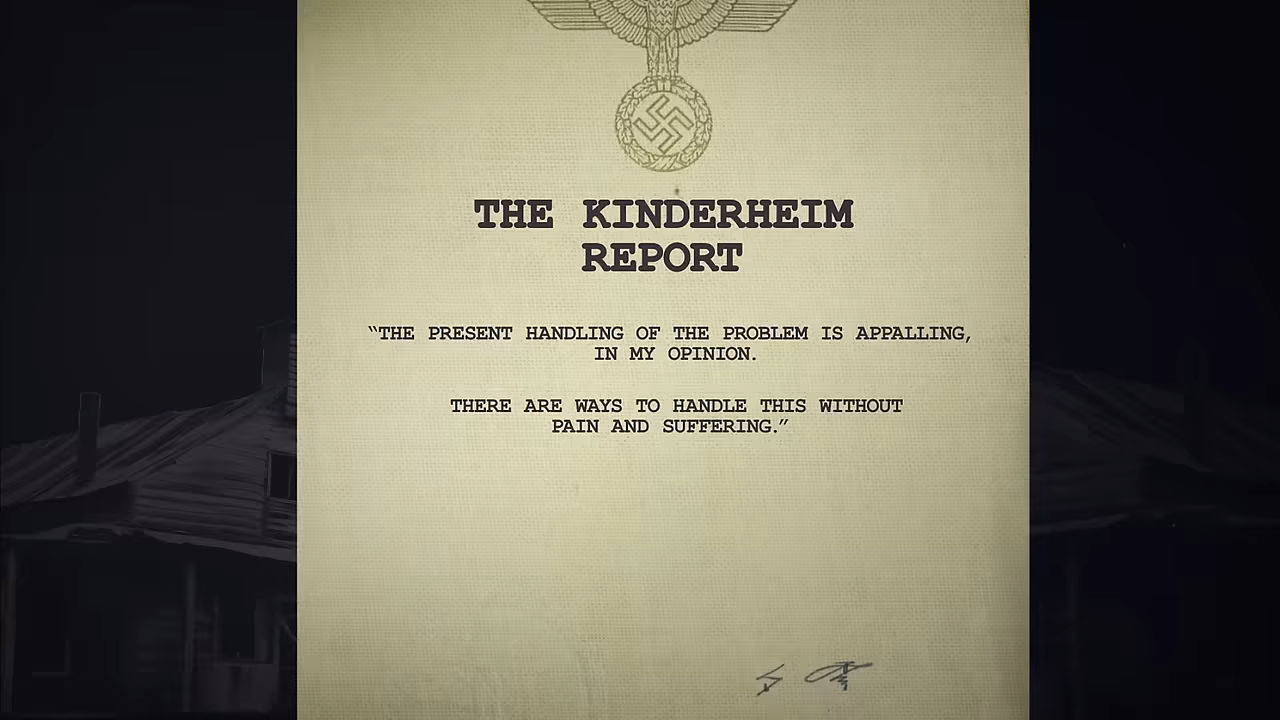 THE KINDERHEIM
REPORT
“THE PRESENT HANDLING OF THE PROBLEM IS APPALLING,
IN MY OPINION.
THERE ARE WAYS TO HANDLE THIS WITHOUT
PAIN AND SUFFERING.”